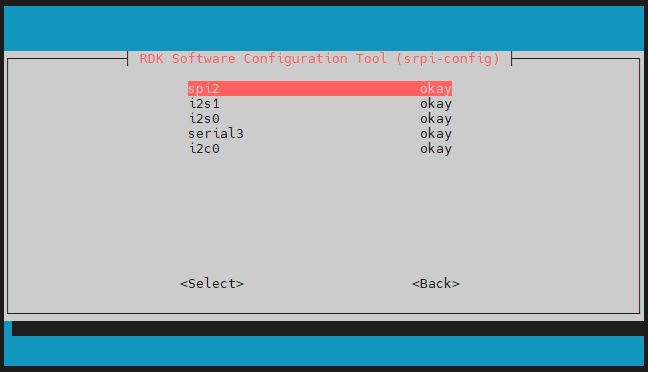 RDK Software Configuration Tool (srpi-config)
spi2 okay
i2s1 okay
i2s0 okay
serial3 okay
i2c0 okay
<Select> <Back>